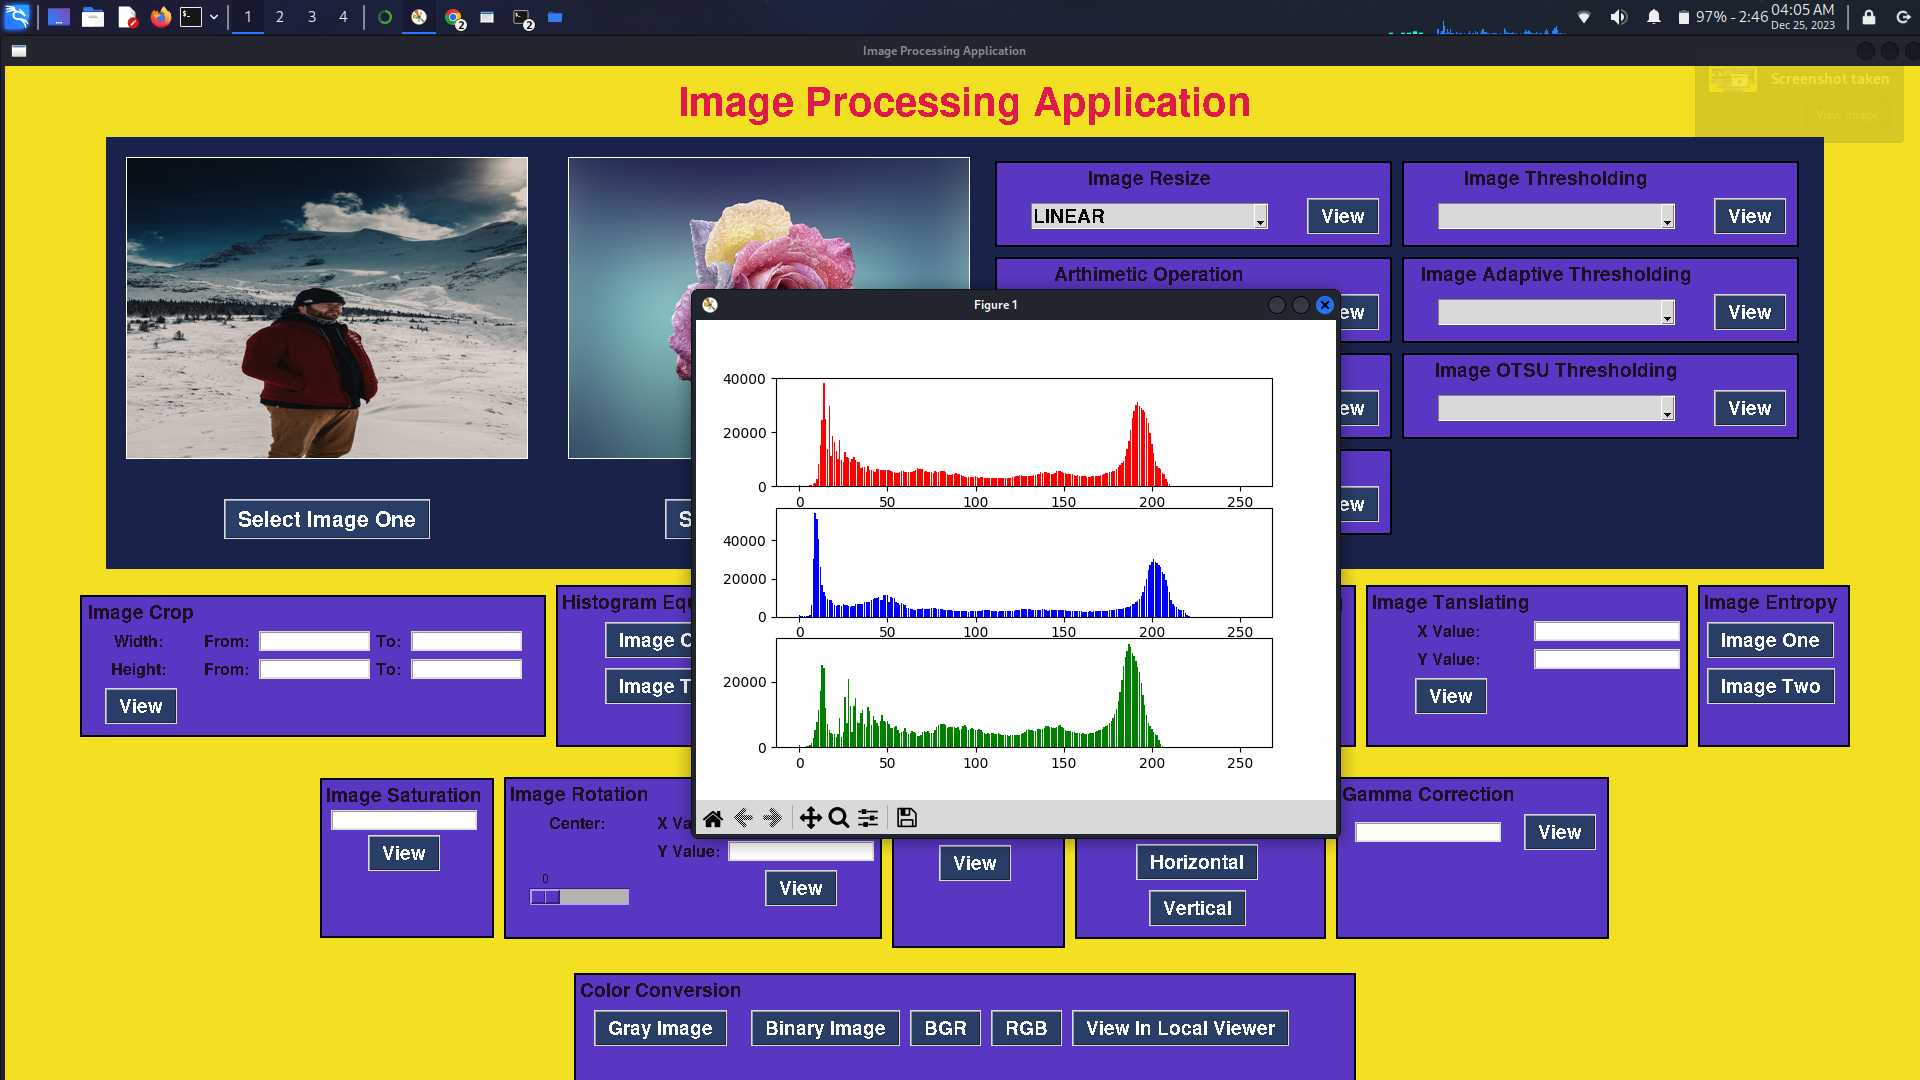 1 2 3 4
2
2
97% - 2:46
04:05 AM
Dec 25, 2023
Image Processing Application
Screenshot taken
View image
Image Processing Application
Image Resize
LINEAR
View
Image Thresholding
View
Arthimetic Operation
ew
Image Adaptive Thresholding
View
ew
Image OTSU Thresholding
View
ew
Select Image One
S
Figure 1
40000
20000
0
0 50 100 150 200 250
40000
20000
0
0 50 100 150 200 250
20000
0
0 50 100 150 200 250
Image Crop
Width: From: To:
Height: From: To:
View
Histogram Equ
Image O
Image T
Image Tanslating
X Value:
Y Value:
View
Image Entropy
Image One
Image Two
Image Saturation
View
Image Rotation
Center: X Va
Y Value:
0
View
View
Horizontal
Vertical
Gamma Correction
View
Color Conversion
Gray Image
Binary Image
BGR
RGB
View In Local Viewer